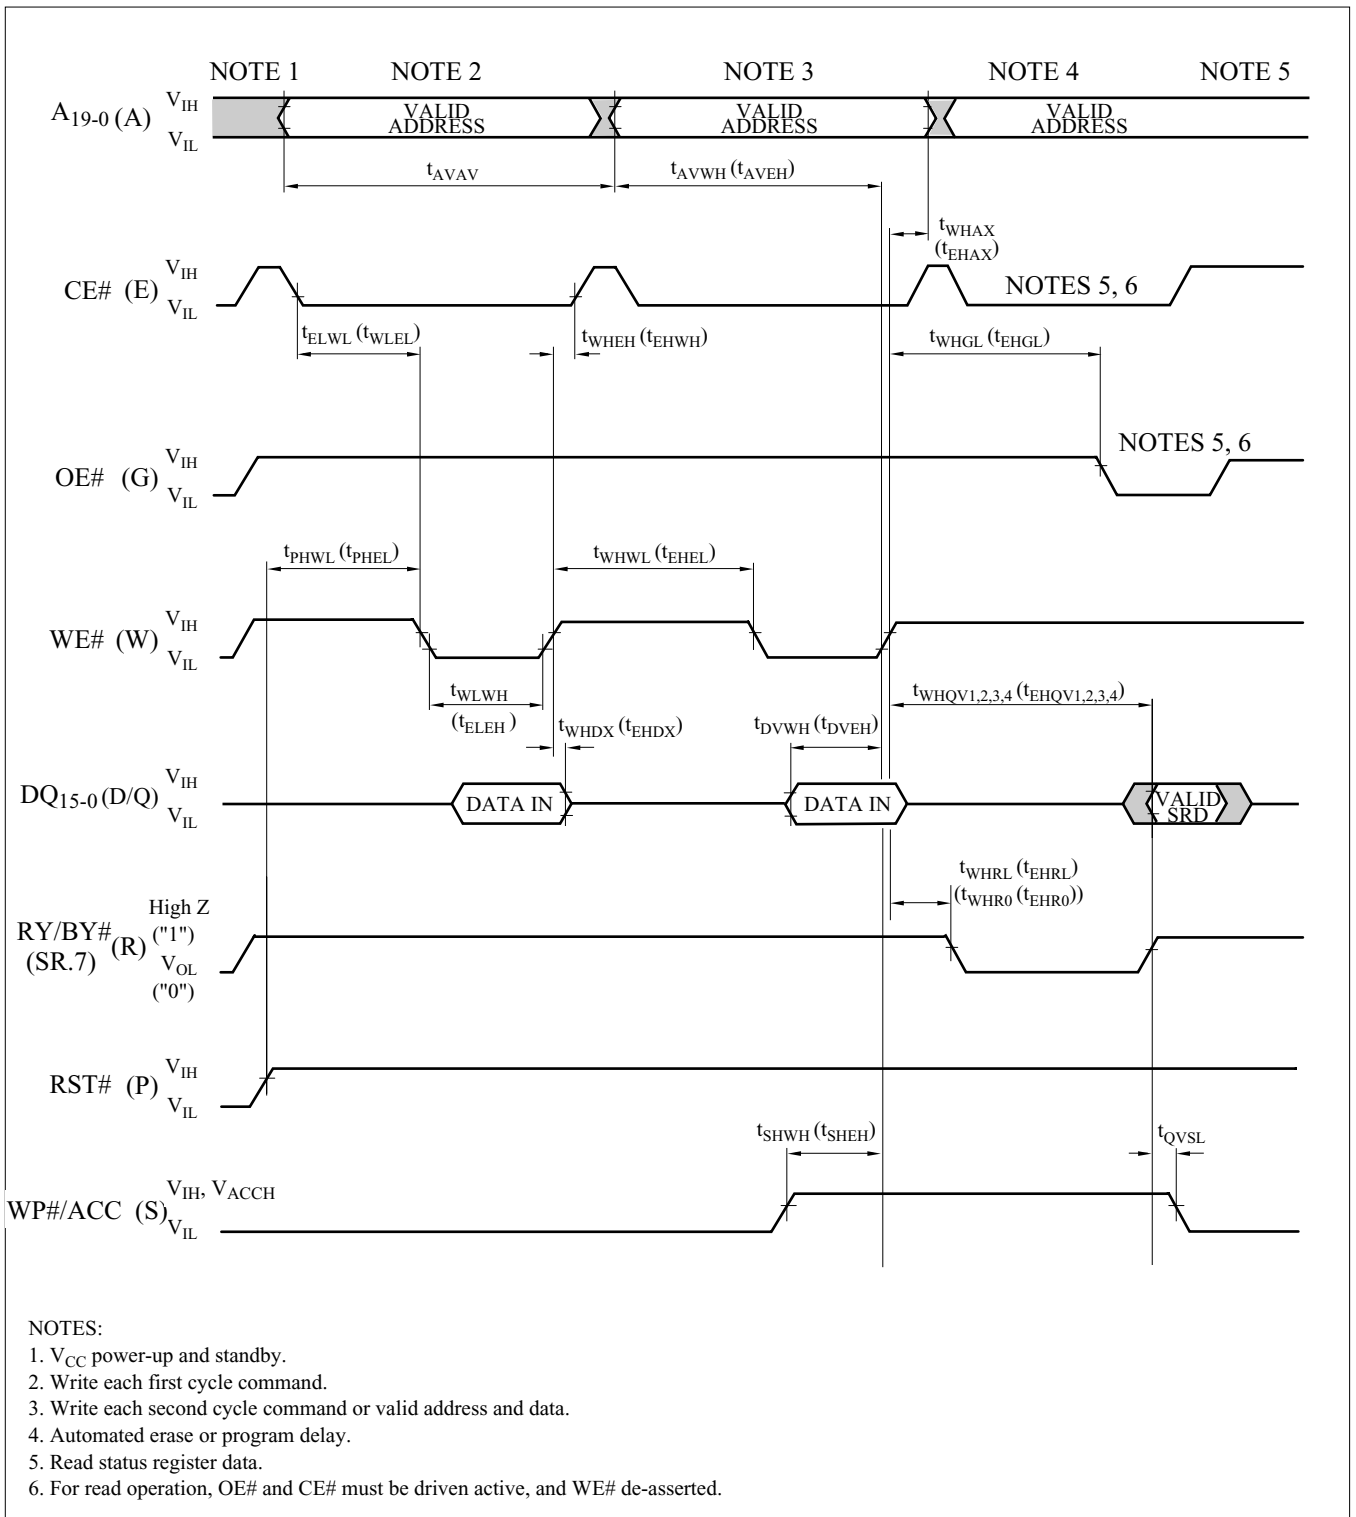 NOTE 1 NOTE 2 NOTE 3 NOTE 4 NOTE 5
A19-0 (A) VIH VIL
VALID ADDRESS VALID ADDRESS VALID ADDRESS
tAVAV tAVWH (tAVEH)
tWHAX
(tEHAX)
CE# (E) VIH VIL
NOTES 5, 6
tELWL (tWLEL) tWHEH (tEHWH) tWHGL (tEHGL)
OE# (G) VIH VIL
NOTES 5, 6
tPHWL (tPHEL) tWHWL (tEHEL)
WE# (W) VIH VIL
tWLWH
(tELEH )
tWHDX (tEHDX) tDVWH (tDVEH) tWHQV1,2,3,4 (tEHQV1,2,3,4)
DQ15-0 (D/Q) VIH VIL
DATA IN DATA IN VALID SRD
tWHRL (tEHRL)
(tWHR0 (tEHR0))
High Z
("1")
RY/BY# (R)
(SR.7)
VOL
("0")
RST# (P) VIH VIL
tSHWH (tSHEH) tQVSL
WP#/ACC (S) VIH, VACCH VIL
NOTES:
1. VCC power-up and standby.
2. Write each first cycle command.
3. Write each second cycle command or valid address and data.
4. Automated erase or program delay.
5. Read status register data.
6. For read operation, OE# and CE# must be driven active, and WE# de-asserted.